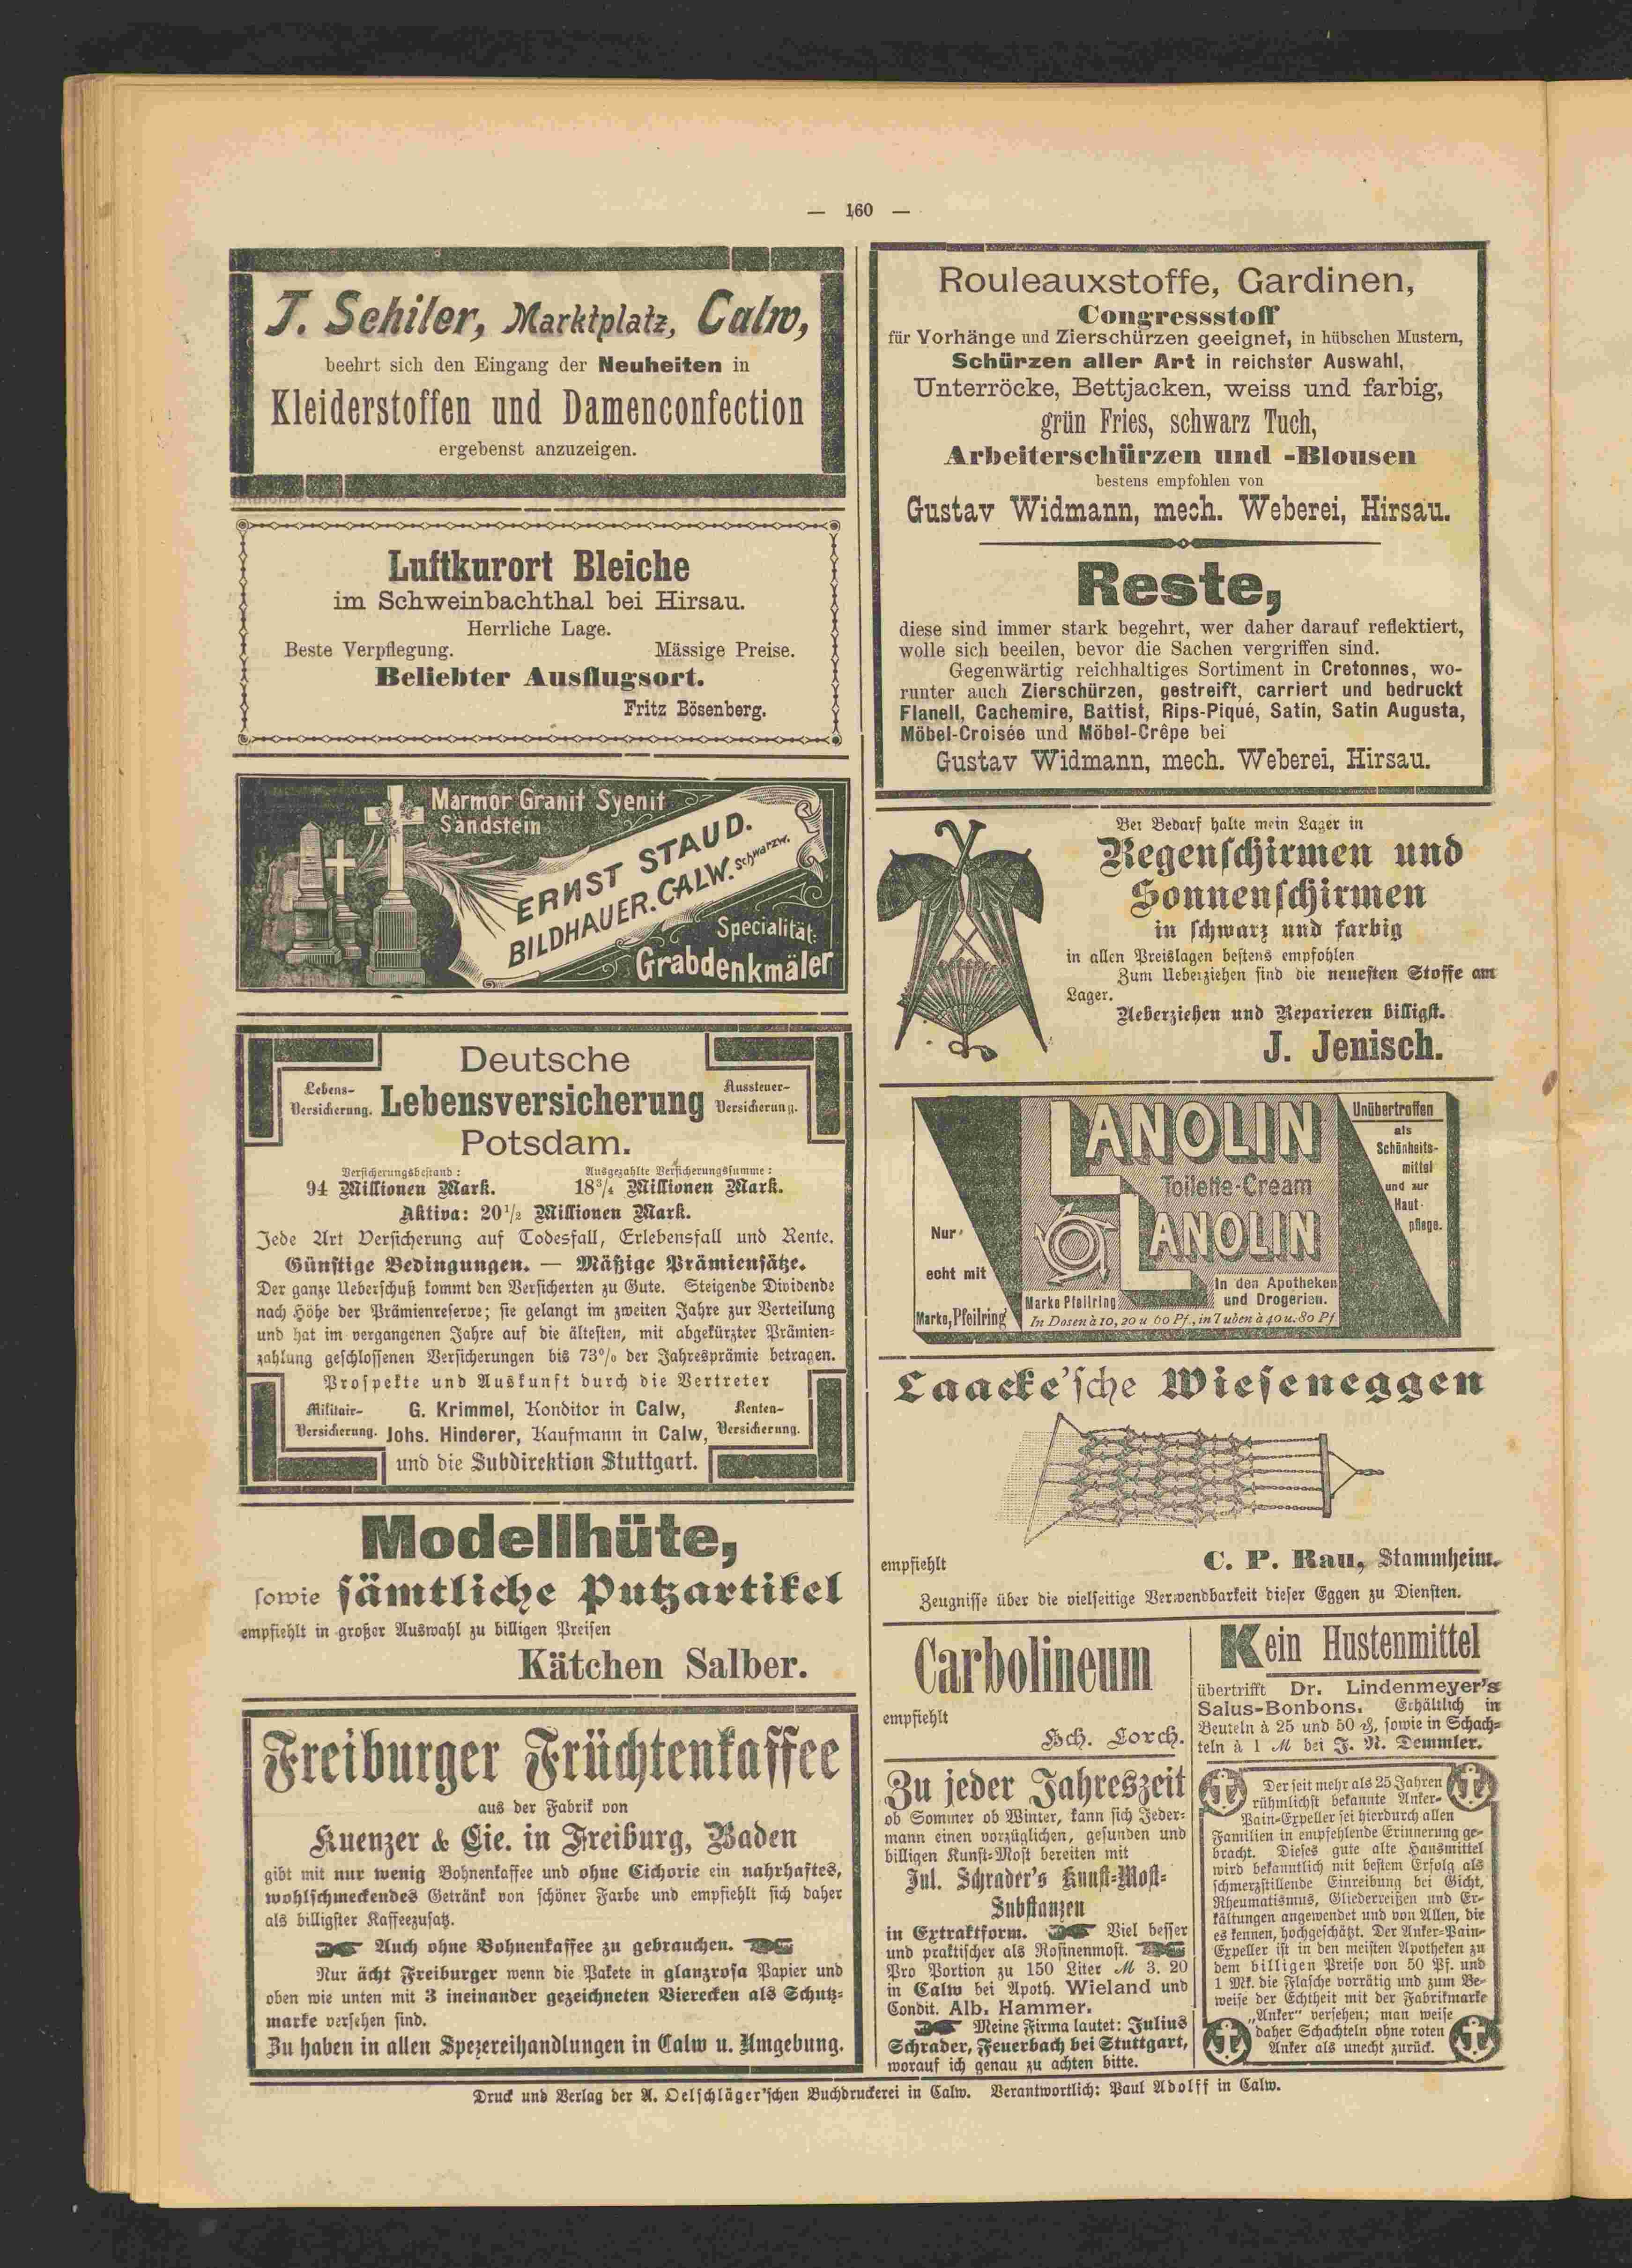 — 160 —
J. Schiler, Marktplatz, Calw,
beehrt sich den Eingang der Neuheiten in
Kleiderstoffen und Damenconfection
ergebenst anzuzeigen.
Luftkurort Bleiche
im Schweinbachthal bei Hirsau.
Herrliche Lage.
Beste Verpflegung. Mässige Preise.
Beliebter Ausflugsort.
Fritz Bösenberg.
Marmor Granit Syenit
Sandstein
ERNST STAUD.
BILDHAUER. CALW. Schwarzw.
Specialität:
Grabdenkmäler
Deutsche
Lebens-
Versicherung.
Lebensversicherung
Aussteuer-
Versicherung.
Potsdam.
Versicherungsbestand: Ausgezahlte Versicherungssumme:
94 Millionen Mark. 18¾ Millionen Mark.
Aktiva: 20½ Millionen Mark.
Jede Art Versicherung auf Todesfall, Erlebensfall und Rente.
Günstige Bedingungen. — Mäßige Prämiensätze.
Der ganze Ueberschuß kommt den Versicherten zu Gute. Steigende Dividende
nach Höhe der Prämienreserve; sie gelangt im zweiten Jahre zur Verteilung
und hat im vergangenen Jahre auf die ältesten, mit abgekürzter Prämien-
zahlung geschlossenen Versicherungen bis 73% der Jahresprämie betragen.
Prospekte und Auskunft durch die Vertreter
Militair-
Versicherung.
G. Krimmel, Konditor in Calw,
Johs. Hinderer, Kaufmann in Calw,
Renten-
Versicherung.
und die Subdirektion Stuttgart.
Modellhüte,
sowie sämtliche Putzartikel
empfiehlt in großer Auswahl zu billigen Preisen
Kätchen Salber.
Freiburger Früchtenkaffee
aus der Fabrik von
Kuenzer & Cie. in Freiburg, Baden
gibt mit nur wenig Bohnenkaffee und ohne Cichorie ein nahrhaftes,
wohlschmeckendes Getränk von schöner Farbe und empfiehlt sich daher
als billigster Kaffeezusatz.
Auch ohne Bohnenkaffee zu gebrauchen.
Nur ächt Freiburger wenn die Pakete in glanzrosa Papier und
oben wie unten mit 3 ineinander gezeichneten Vierecken als Schutz-
marke versehen sind.
Zu haben in allen Spezereihandlungen in Calw u. Umgebung.
Rouleauxstoffe, Gardinen,
Congressstoff
für Vorhänge und Zierschürzen geeignet, in hübschen Mustern,
Schürzen aller Art in reichster Auswahl,
Unterröcke, Bettjacken, weiss und farbig,
grün Fries, schwarz Tuch,
Arbeiterschürzen und -Blousen
bestens empfohlen von
Gustav Widmann, mech. Weberei, Hirsau.
Reste,
diese sind immer stark begehrt, wer daher darauf reflektiert,
wolle sich beeilen, bevor die Sachen vergriffen sind.
Gegenwärtig reichhaltiges Sortiment in Cretonnes, wo-
runter auch Zierschürzen, gestreift, carriert und bedruckt
Flanell, Cachemire, Battist, Rips-Piqué, Satin, Satin Augusta,
Möbel-Croisée und Möbel-Crêpe bei
Gustav Widmann, mech. Weberei, Hirsau.
Bei Bedarf halte mein Lager in
Regenschirmen und
Sonnenschirmen
in schwarz und farbig
in allen Preislagen bestens empfohlen
Zum Ueberziehen sind die neuesten Stoffe am
Lager.
Ueberziehen und Reparieren billigst.
J. Jenisch.
LANOLIN
Toilette-Cream
LANOLIN
Unübertroffen
als
Schönheits-
mittel
und zur
Haut-
pflege.
Nur
echt mit
Marke, Pfeilring
Marke Pfeilring
In den Apotheken
und Drogerien.
In Dosen à 10, 20 u 60 Pf., in Tuben à 40 u. 80 Pf
Laacke'sche Wieseneggen
empfiehlt C. P. Rau, Stammheim.
Zeugnisse über die vielseitige Verwendbarkeit dieser Eggen zu Diensten.
Carbolineum
empfiehlt
Hch. Lorch.
Kein Hustenmittel
übertrifft Dr. Lindenmeyer's
Salus-Bonbons. Erhältlich in
Beuteln à 25 und 50 ₰, sowie in Schach-
teln à 1 M bei J. N. Demmler.
Zu jeder Jahreszeit
ob Sommer ob Winter, kann sich Jeder-
mann einen vorzüglichen, gesunden und
billigen Kunst-Most bereiten mit
Jul. Schrader's Kunst-Most-
Substanzen
in Extraktform. Viel besser
und praktischer als Rosinenmost.
Pro Portion zu 150 Liter M 3. 20
in Calw bei Apoth. Wieland und
Condit. Alb. Hammer.
Meine Firma lautet: Julius
Schrader, Feuerbach bei Stuttgart,
worauf ich genau zu achten bitte.
Der seit mehr als 25 Jahren
rühmlichst bekannte Anker-
Pain-Expeller sei hierdurch allen
Familien in empfehlende Erinnerung ge-
bracht. Dieses gute alte Hausmittel
wird bekanntlich mit bestem Erfolg als
schmerzstillende Einreibung bei Gicht,
Rheumatismus, Gliederreißen und Er-
kältungen angewendet und von Allen, die
es kennen, hochgeschätzt. Der Anker-Pain-
Expeller ist in den meisten Apotheken zu
dem billigen Preise von 50 Pf. und
1 Mk. die Flasche vorrätig und zum Be-
weise der Echtheit mit der Fabrikmarke
„Anker" versehen; man weise
daher Schachteln ohne roten
Anker als unecht zurück.
Druck und Verlag der A. Oelschläger'schen Buchdruckerei in Calw. Verantwortlich: Paul Adolff in Calw.